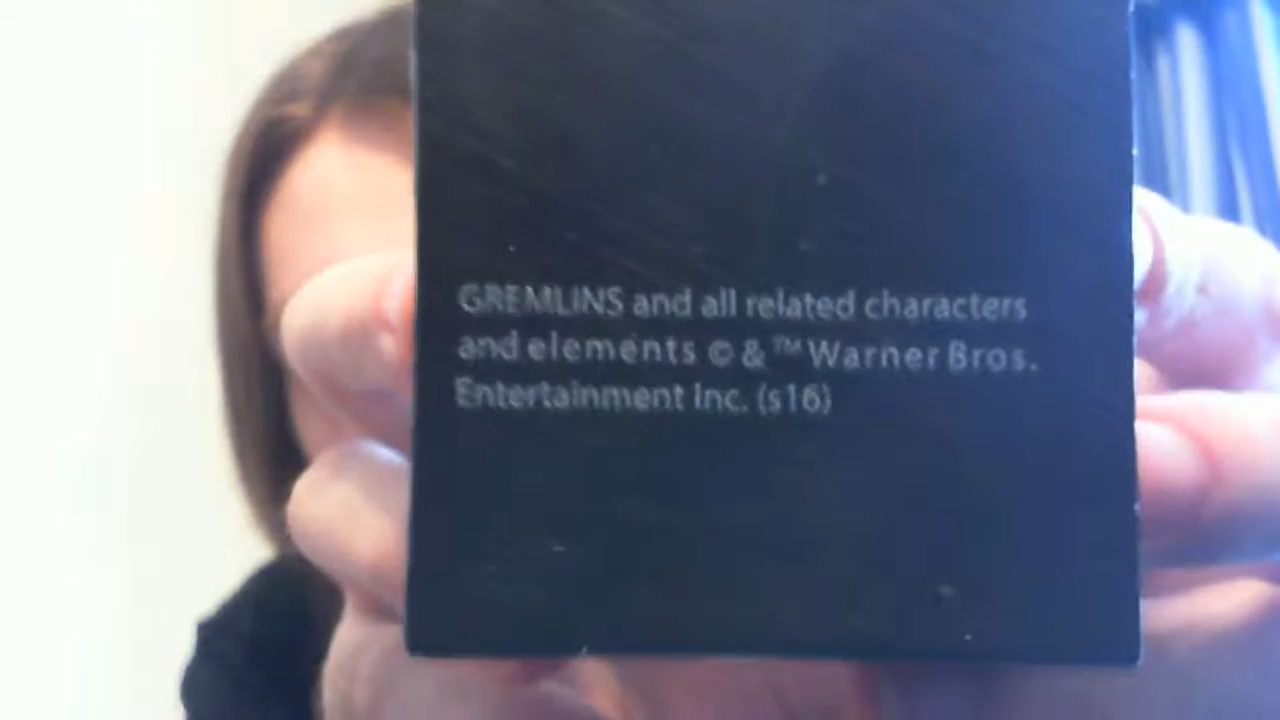 GREMLINS and all related characters
and elements © & ™ Warner Bros.
Entertainment Inc. (s16)